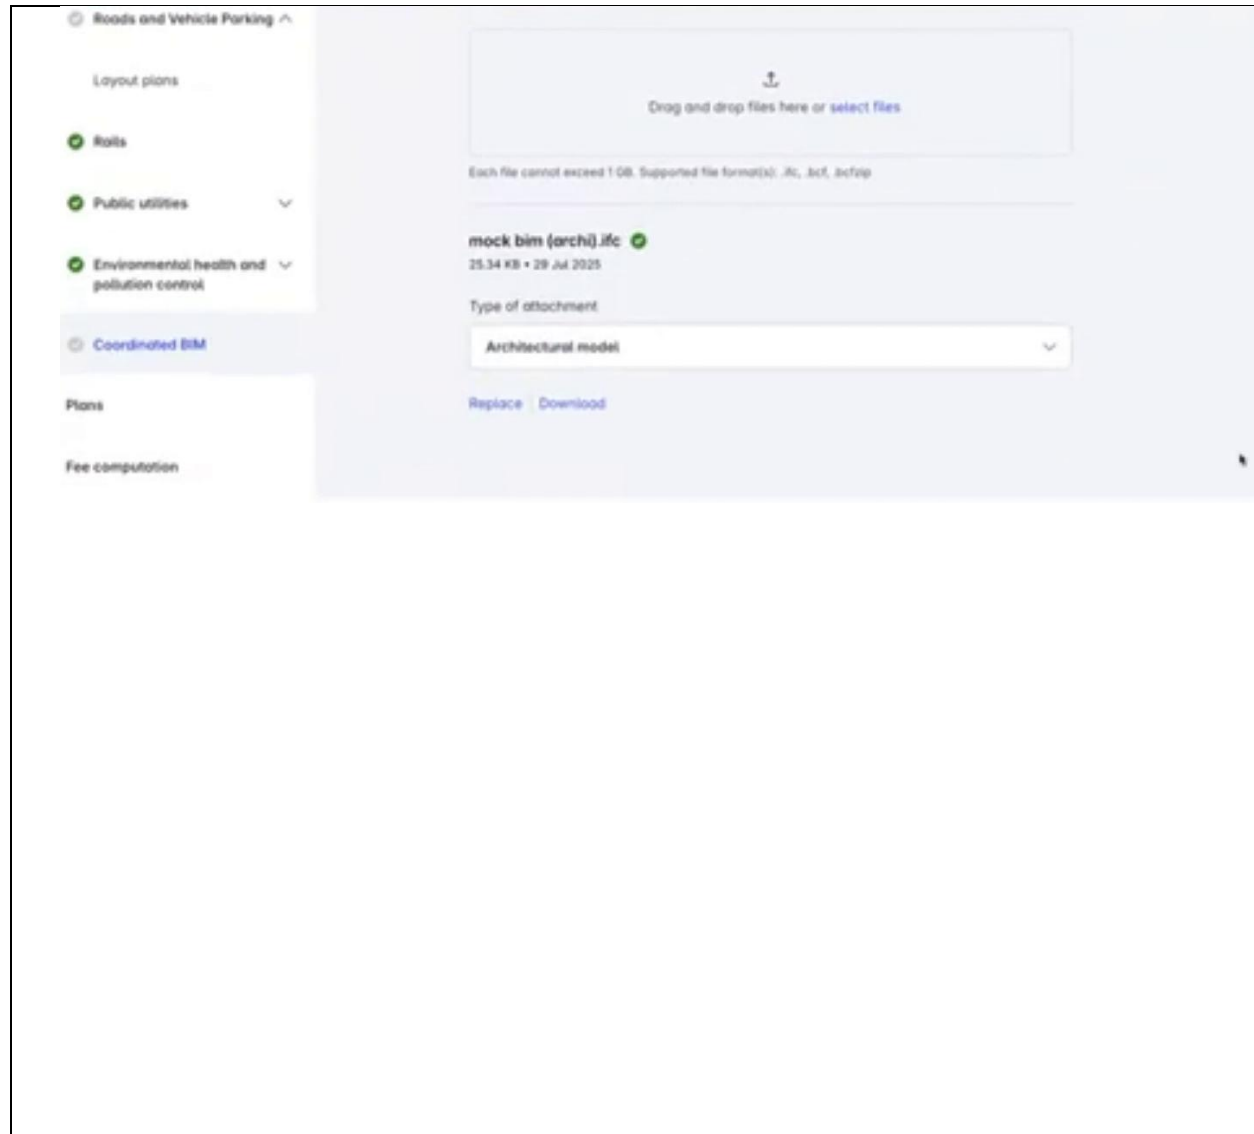 Roads and Vehicle Parking
Layout plans
Rails
Public utilities
Environmental health and
pollution control
Coordinated BIM
Plans
Fee computation
Drag and drop files here or select files
Each file cannot exceed 1 GB. Supported file format(s): .ifc, .bcf, .bcfzip
mock bim (archi).ifc
25.34 KB • 29 Jul 2025
Type of attachment
Architectural model
Replace Download